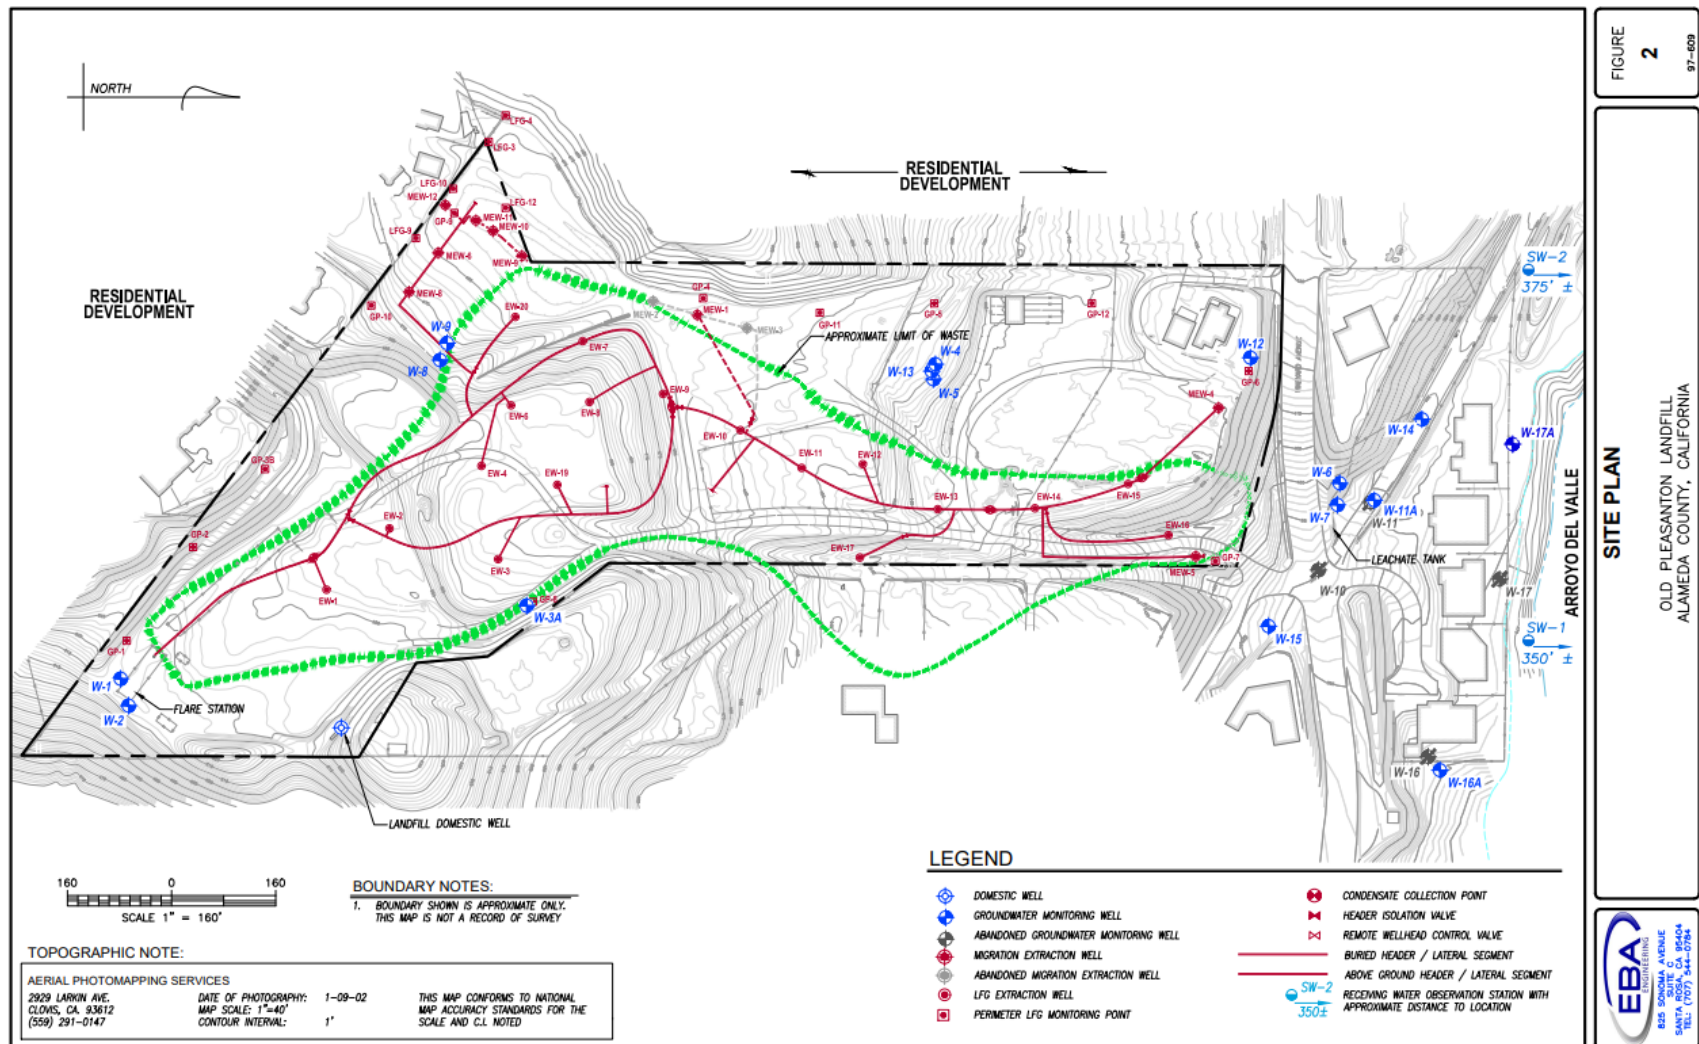 NORTH
RESIDENTIAL
DEVELOPMENT
RESIDENTIAL
DEVELOPMENT
LFG-4
LFG-3
LFG-10
MEW-12
GP-9
LFG-12
MEW-11
MEW-10
LFG-9
MEW-6
MEW-9
MEW-8
GP-10
EW-20
W-9
W-8
MEW-2
GP-4
MEW-1
MEW-3
GP-11
GP-5
GP-12
APPROXIMATE LIMIT OF WASTE
EW-7
W-4
W-13
W-5
W-12
GP-6
MEW-4
EW-9
EW-8
EW-6
EW-10
EW-4
EW-19
EW-11
EW-12
EW-13
EW-14
EW-15
EW-16
EW-17
MEW-5
GP-7
GP-3B
GP-2
EW-2
EW-3
EW-1
W-3A
GP-1
W-1
W-2
FLARE STATION
LANDFILL DOMESTIC WELL
SW-2
375' ±
W-14
W-17A
W-6
W-7
W-11A
W-11
LEACHATE TANK
W-10
W-17
W-15
SW-1
350' ±
W-16
W-16A
ARROYO DEL VALLE
160 0 160
SCALE 1" = 160'
BOUNDARY NOTES:
1. BOUNDARY SHOWN IS APPROXIMATE ONLY.
THIS MAP IS NOT A RECORD OF SURVEY
TOPOGRAPHIC NOTE:
AERIAL PHOTOMAPPING SERVICES
2929 LARKIN AVE.
CLOVIS, CA. 93612
(559) 291-0147
DATE OF PHOTOGRAPHY: 1-09-02
MAP SCALE: 1"=40'
CONTOUR INTERVAL: 1'
THIS MAP CONFORMS TO NATIONAL
MAP ACCURACY STANDARDS FOR THE
SCALE AND C.I. NOTED
LEGEND
DOMESTIC WELL
GROUNDWATER MONITORING WELL
ABANDONED GROUNDWATER MONITORING WELL
MIGRATION EXTRACTION WELL
ABANDONED MIGRATION EXTRACTION WELL
LFG EXTRACTION WELL
PERIMETER LFG MONITORING POINT
CONDENSATE COLLECTION POINT
HEADER ISOLATION VALVE
REMOTE WELLHEAD CONTROL VALVE
BURIED HEADER / LATERAL SEGMENT
ABOVE GROUND HEADER / LATERAL SEGMENT
SW-2
350±
RECEIVING WATER OBSERVATION STATION WITH
APPROXIMATE DISTANCE TO LOCATION
FIGURE
2
97-609
SITE PLAN
OLD PLEASANTON LANDFILL
ALAMEDA COUNTY, CALIFORNIA
EBA
ENGINEERING
825 SONOMA AVENUE
SUITE C
SANTA ROSA, CA 95404
TEL: (707) 544-0784